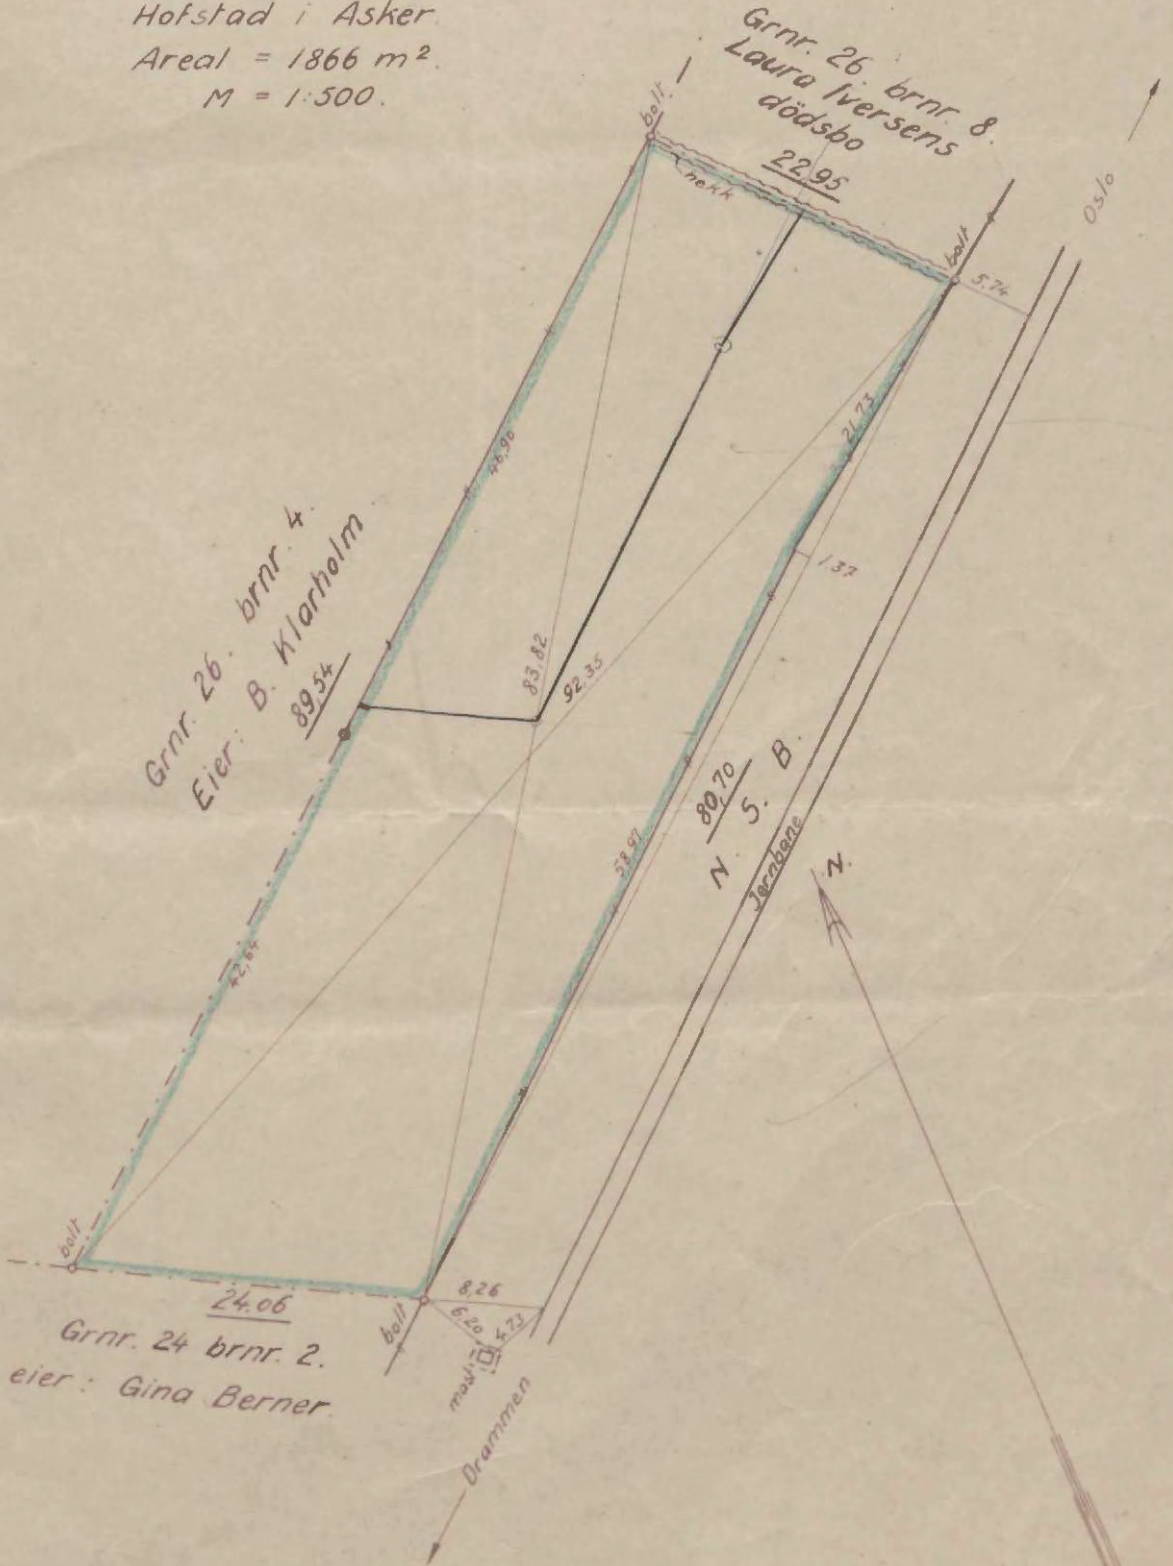 Hofstad i Asker.
Areal = 1866 m².
M = 1:500.
Grnr. 26. brnr. 8.
Laura Iversens
dödsbo
22,95
bolt.
hekk
bolt
5.74
Oslo
21.73
46,90
1.37
Grnr. 26. brnr. 4.
Eier: B. Klarholm.
89,54
83,82
92.35
80,70
N. S. B.
58.97
Jernbane
N.
42,64
bolt
24.06
bolt
8,26
6,20
5.73
mast
Grnr. 24 brnr. 2.
eier: Gina Berner.
Drammen